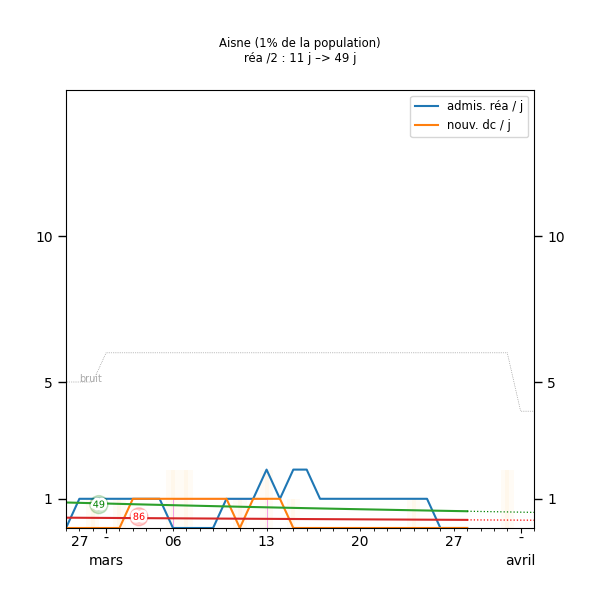 Aisne (1% de la population)
réa /2 : 11 j –> 49 j
admis. réa / j
nouv. dc / j
10 10
bruit
5 5
1 1
49
86
27 - 06 13 20 27 -
mars avril